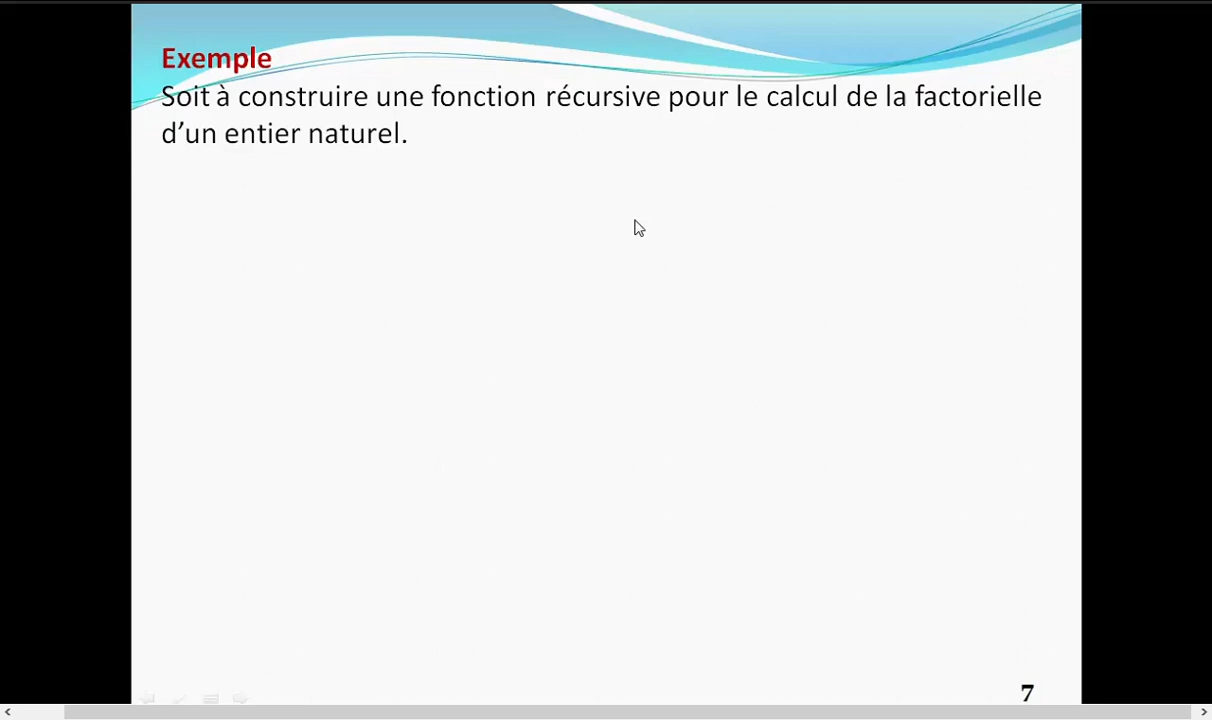 Exemple
Soit à construire une fonction récursive pour le calcul de la factorielle
d’un entier naturel.
7